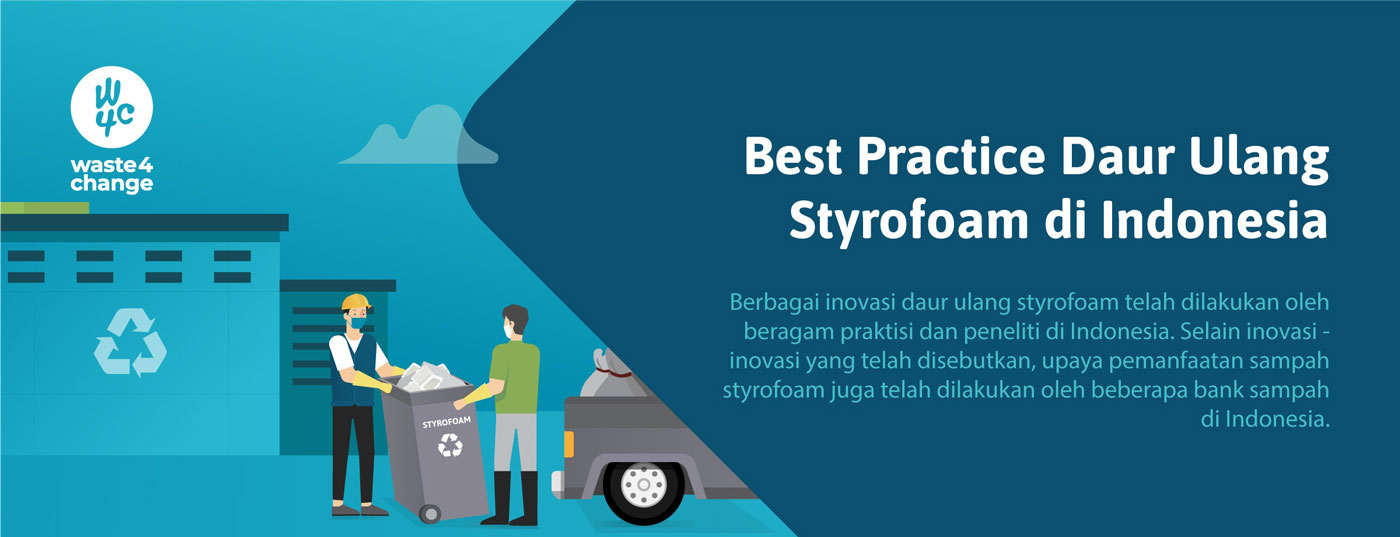 W4C
waste4
change
Best Practice Daur Ulang
Styrofoam di Indonesia
Berbagai inovasi daur ulang styrofoam telah dilakukan oleh
beragam praktisi dan peneliti di Indonesia. Selain inovasi -
inovasi yang telah disebutkan, upaya pemanfaatan sampah
styrofoam juga telah dilakukan oleh beberapa bank sampah
di Indonesia.
STYROFOAM